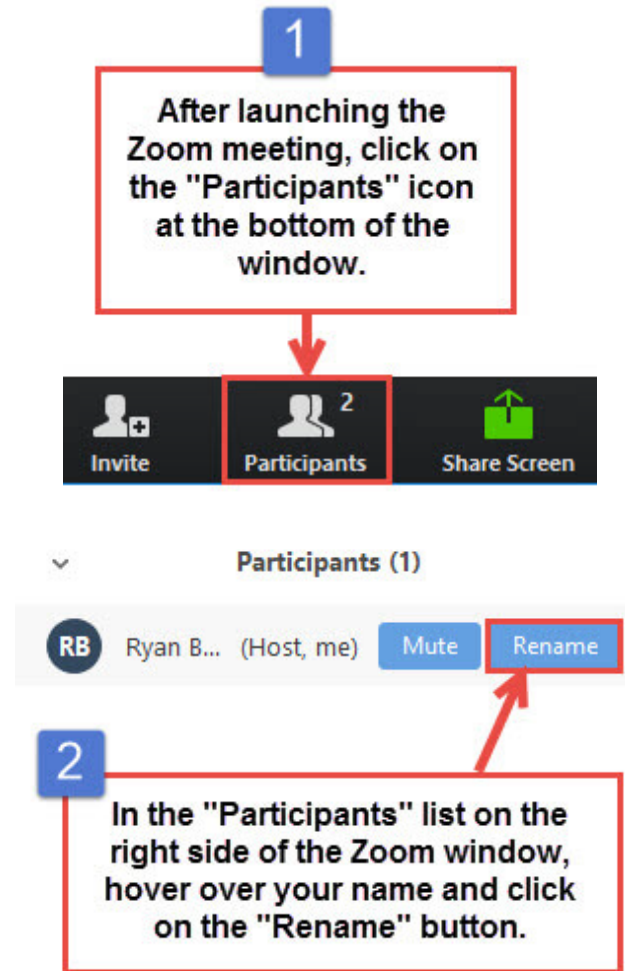 1
After launching the
Zoom meeting, click on
the "Participants" icon
at the bottom of the
window.
2
Invite
Participants
Share Screen
Participants (1)
RB Ryan B... (Host, me) Mute Rename
2
In the "Participants" list on the
right side of the Zoom window,
hover over your name and click
on the "Rename" button.